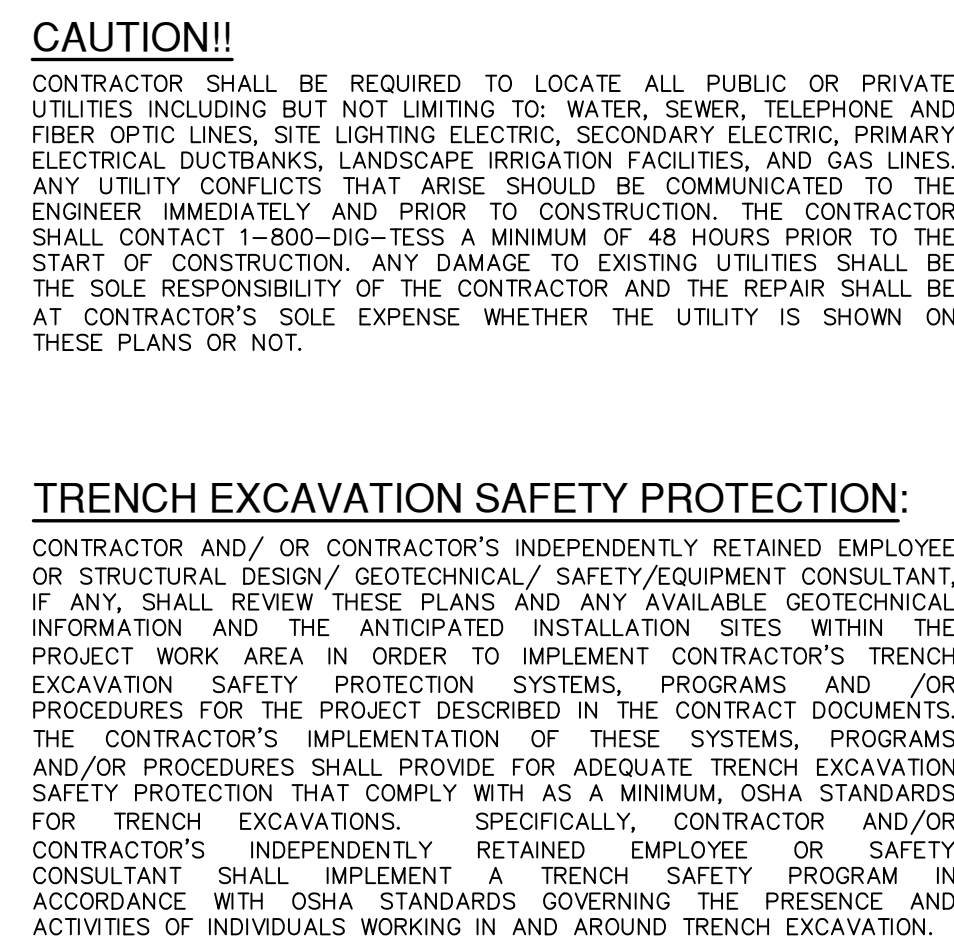 CAUTION!!
CONTRACTOR SHALL BE REQUIRED TO LOCATE ALL PUBLIC OR PRIVATE
UTILITIES INCLUDING BUT NOT LIMITING TO: WATER, SEWER, TELEPHONE AND
FIBER OPTIC LINES, SITE LIGHTING ELECTRIC, SECONDARY ELECTRIC, PRIMARY
ELECTRICAL DUCTBANKS, LANDSCAPE IRRIGATION FACILITIES, AND GAS LINES.
ANY UTILITY CONFLICTS THAT ARISE SHOULD BE COMMUNICATED TO THE
ENGINEER IMMEDIATELY AND PRIOR TO CONSTRUCTION. THE CONTRACTOR
SHALL CONTACT 1-800-DIG-TESS A MINIMUM OF 48 HOURS PRIOR TO THE
START OF CONSTRUCTION. ANY DAMAGE TO EXISTING UTILITIES SHALL BE
THE SOLE RESPONSIBILITY OF THE CONTRACTOR AND THE REPAIR SHALL BE
AT CONTRACTOR'S SOLE EXPENSE WHETHER THE UTILITY IS SHOWN ON
THESE PLANS OR NOT.
TRENCH EXCAVATION SAFETY PROTECTION:
CONTRACTOR AND/ OR CONTRACTOR'S INDEPENDENTLY RETAINED EMPLOYEE
OR STRUCTURAL DESIGN/ GEOTECHNICAL/ SAFETY/EQUIPMENT CONSULTANT,
IF ANY, SHALL REVIEW THESE PLANS AND ANY AVAILABLE GEOTECHNICAL
INFORMATION AND THE ANTICIPATED INSTALLATION SITES WITHIN THE
PROJECT WORK AREA IN ORDER TO IMPLEMENT CONTRACTOR'S TRENCH
EXCAVATION SAFETY PROTECTION SYSTEMS, PROGRAMS AND /OR
PROCEDURES FOR THE PROJECT DESCRIBED IN THE CONTRACT DOCUMENTS.
THE CONTRACTOR'S IMPLEMENTATION OF THESE SYSTEMS, PROGRAMS
AND/OR PROCEDURES SHALL PROVIDE FOR ADEQUATE TRENCH EXCAVATION
SAFETY PROTECTION THAT COMPLY WITH AS A MINIMUM, OSHA STANDARDS
FOR TRENCH EXCAVATIONS. SPECIFICALLY, CONTRACTOR AND/OR
CONTRACTOR'S INDEPENDENTLY RETAINED EMPLOYEE OR SAFETY
CONSULTANT SHALL IMPLEMENT A TRENCH SAFETY PROGRAM IN
ACCORDANCE WITH OSHA STANDARDS GOVERNING THE PRESENCE AND
ACTIVITIES OF INDIVIDUALS WORKING IN AND AROUND TRENCH EXCAVATION.